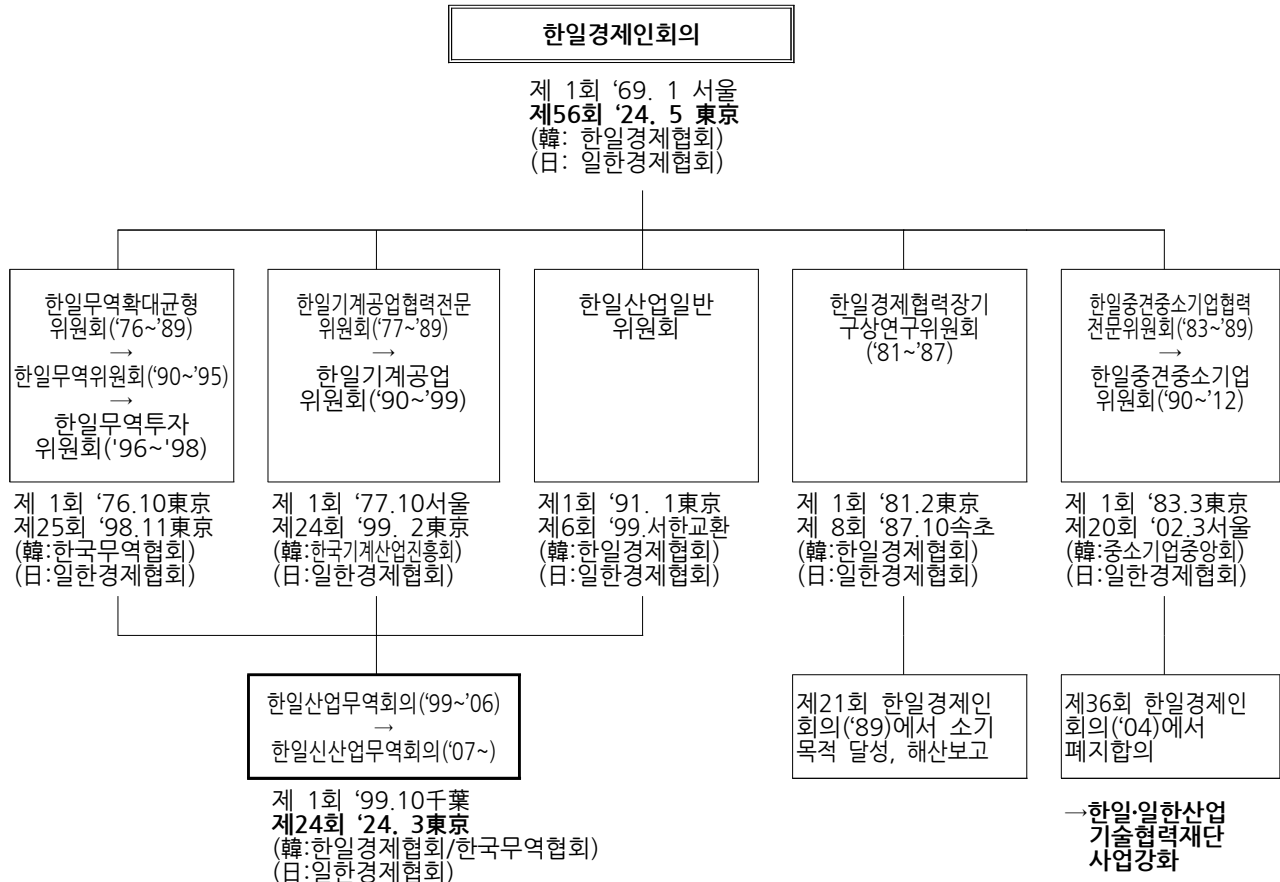 한일경제인회의
제 1회 ‘69. 1 서울
제56회 ‘24. 5 東京
(韓: 한일경제협회)
(日: 일한경제협회)
한일무역확대균형
위원회(‘76~’89)
→
한일무역위원회(‘90~’95)
→
한일무역투자
위원회('96~'98)
제 1회 ‘76.10東京
제25회 ‘98.11東京
(韓:한국무역협회)
(日:일한경제협회)
한일기계공업협력전문
위원회(‘77~’89)
→
한일기계공업
위원회(‘90~’99)
제 1회 ‘77.10서울
제24회 ‘99. 2東京
(韓:한국기계산업진흥회)
(日:일한경제협회)
한일산업일반
위원회
제1회 ‘91. 1東京
제6회 ‘99.서한교환
(韓:한일경제협회)
(日:일한경제협회)
한일경제협력장기
구상연구위원회
(‘81~’87)
제 1회 ‘81.2東京
제 8회 ‘87.10속초
(韓:한일경제협회)
(日:일한경제협회)
한일중견중소기업협력
전문위원회(‘83~’89)
→
한일중견중소기업
위원회(‘90~’12)
제 1회 ‘83.3東京
제20회 ‘02.3서울
(韓:중소기업중앙회)
(日:일한경제협회)
한일산업무역회의(‘99~’06)
→
한일신산업무역회의(‘07~)
제 1회 ‘99.10千葉
제24회 ‘24. 3東京
(韓:한일경제협회/한국무역협회)
(日:일한경제협회)
제21회 한일경제인
회의(‘89)에서 소기
목적 달성, 해산보고
제36회 한일경제인
회의(‘04)에서
폐지합의
→한일·일한산업
기술협력재단
사업강화